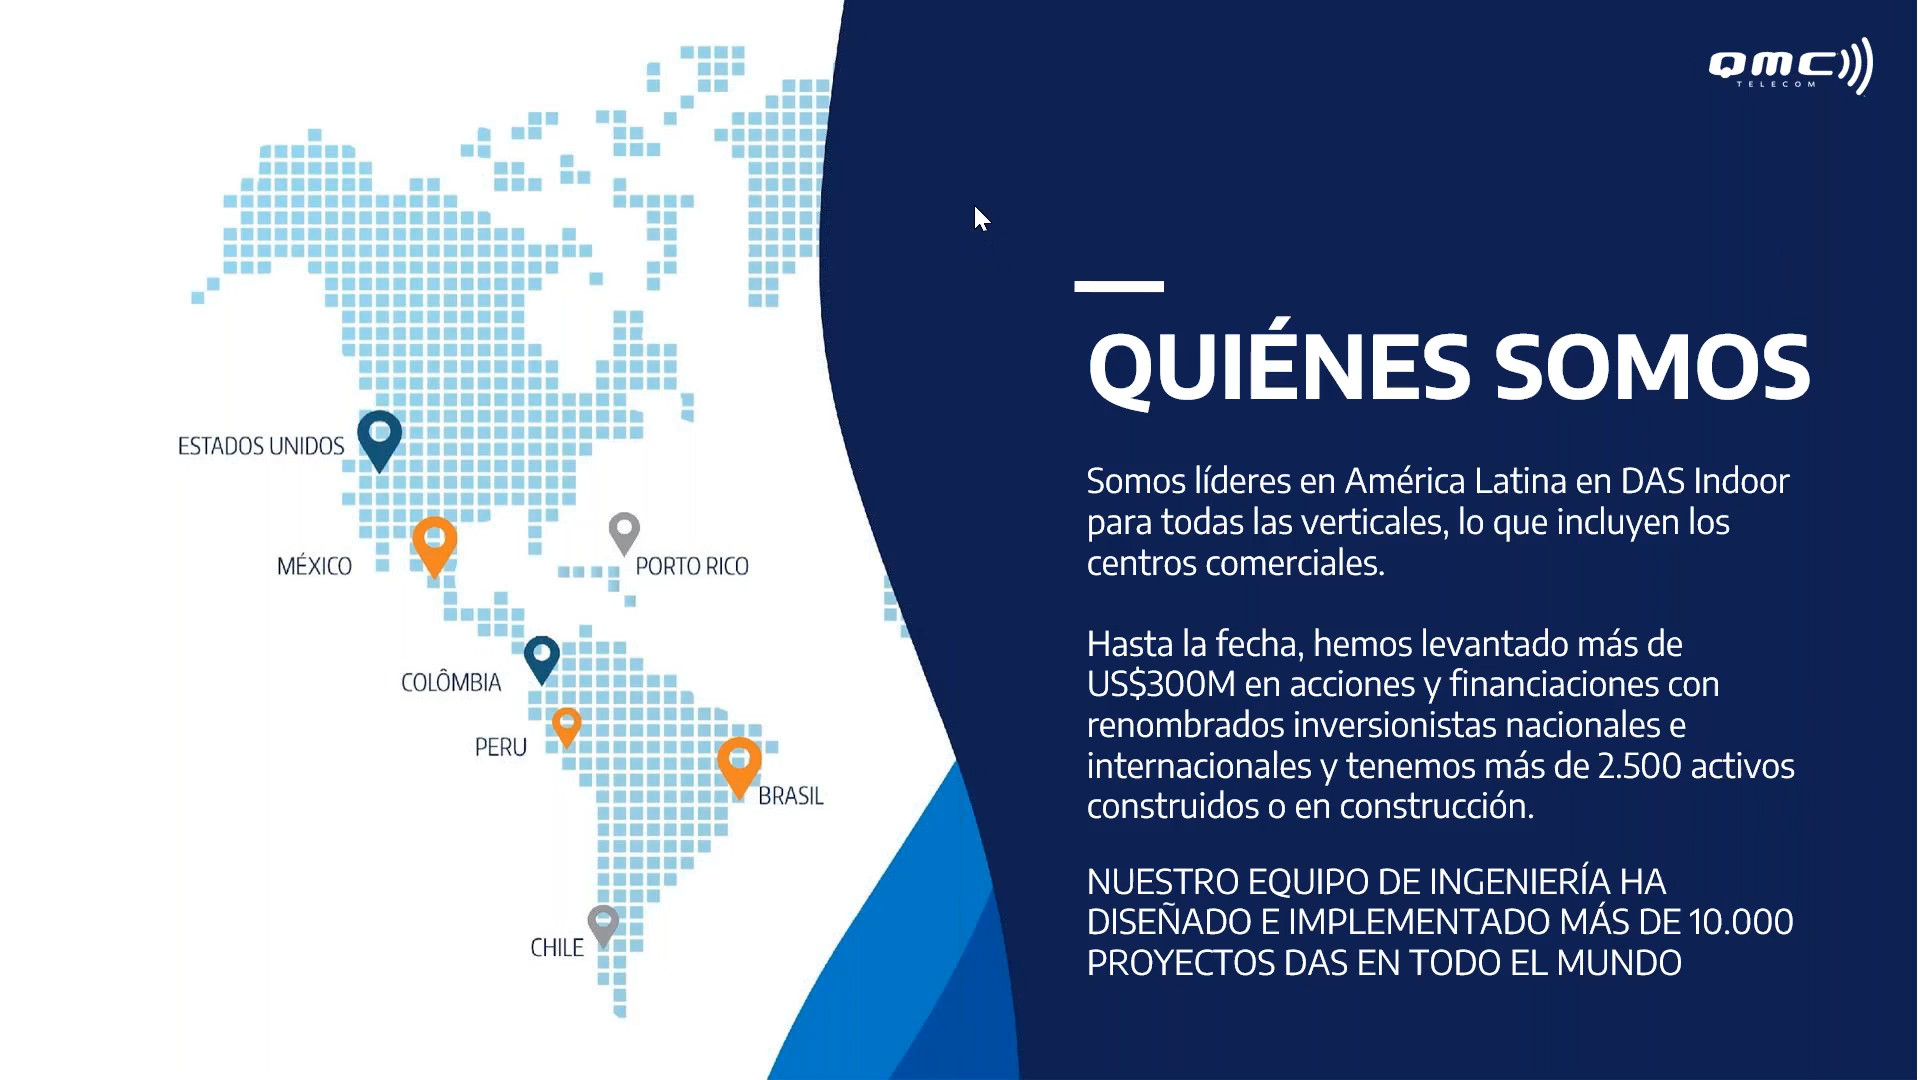 QMC
TELECOM
QUIÉNES SOMOS
Somos líderes en América Latina en DAS Indoor
para todas las verticales, lo que incluyen los
centros comerciales.
Hasta la fecha, hemos levantado más de
US$300M en acciones y financiaciones con
renombrados inversionistas nacionales e
internacionales y tenemos más de 2.500 activos
construidos o en construcción.
NUESTRO EQUIPO DE INGENIERÍA HA
DISEÑADO E IMPLEMENTADO MÁS DE 10.000
PROYECTOS DAS EN TODO EL MUNDO
ESTADOS UNIDOS
MÉXICO
PORTO RICO
COLÔMBIA
PERU
BRASIL
CHILE